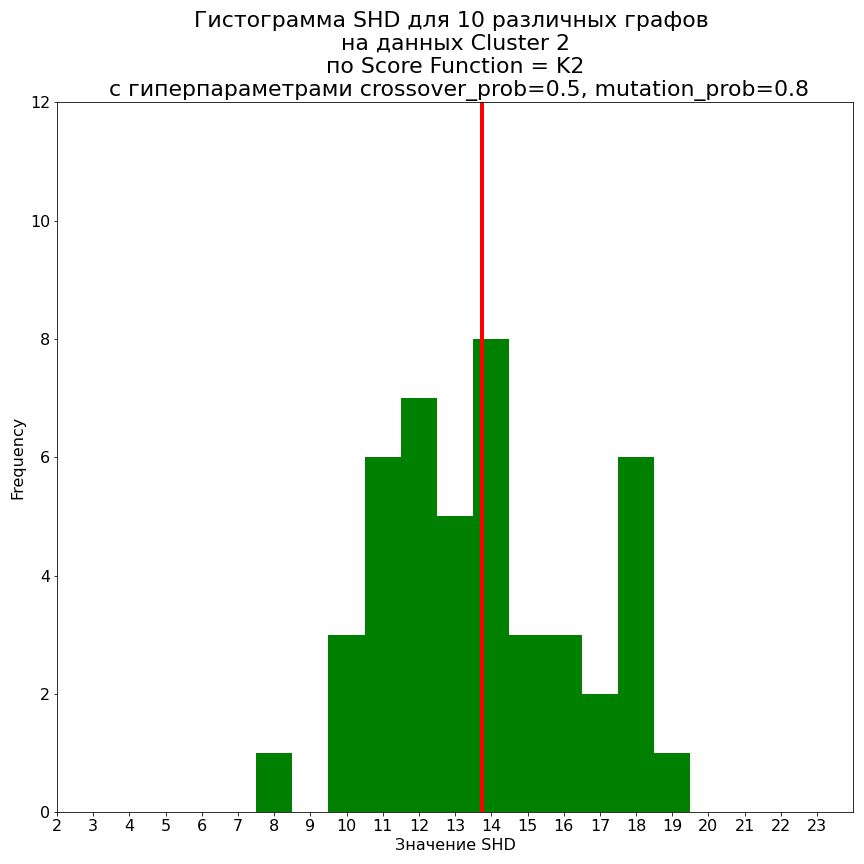 Гистограмма SHD для 10 различных графов
на данных Cluster 2
по Score Function = K2
с гиперпараметрами crossover_prob=0.5, mutation_prob=0.8
12
10
8
6
4
2
0
Frequency
2 3 4 5 6 7 8 9 10 11 12 13 14 15 16 17 18 19 20 21 22 23
Значение SHD